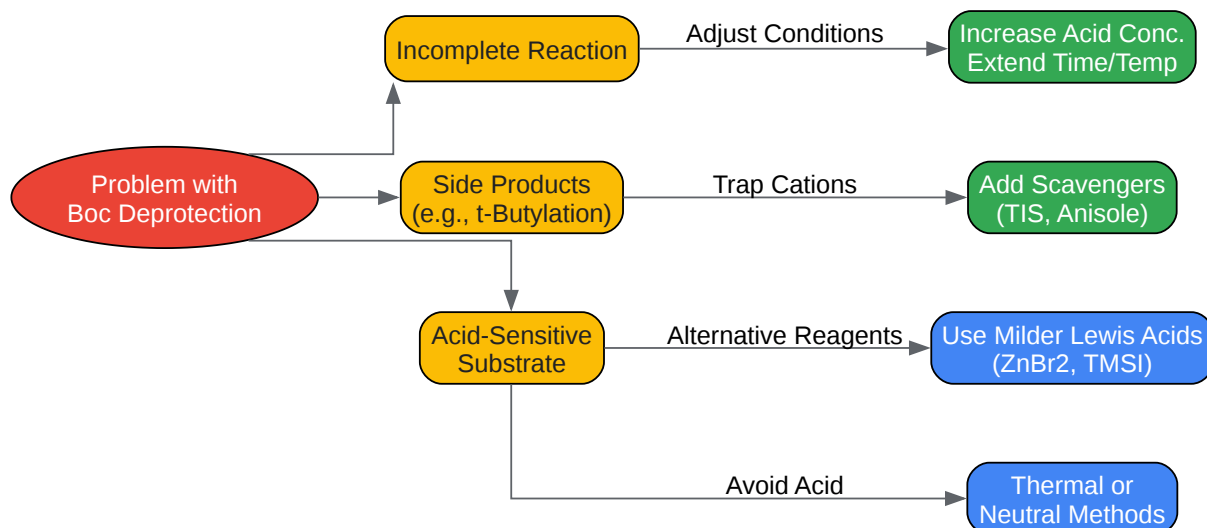 Incomplete Reaction
Adjust Conditions
Increase Acid Conc.
Extend Time/Temp
Problem with
Boc Deprotection
Side Products
(e.g., t-Butylation)
Trap Cations
Add Scavengers
(TIS, Anisole)
Acid-Sensitive
Substrate
Alternative Reagents
Use Milder Lewis Acids
(ZnBr2, TMSI)
Avoid Acid
Thermal or
Neutral Methods